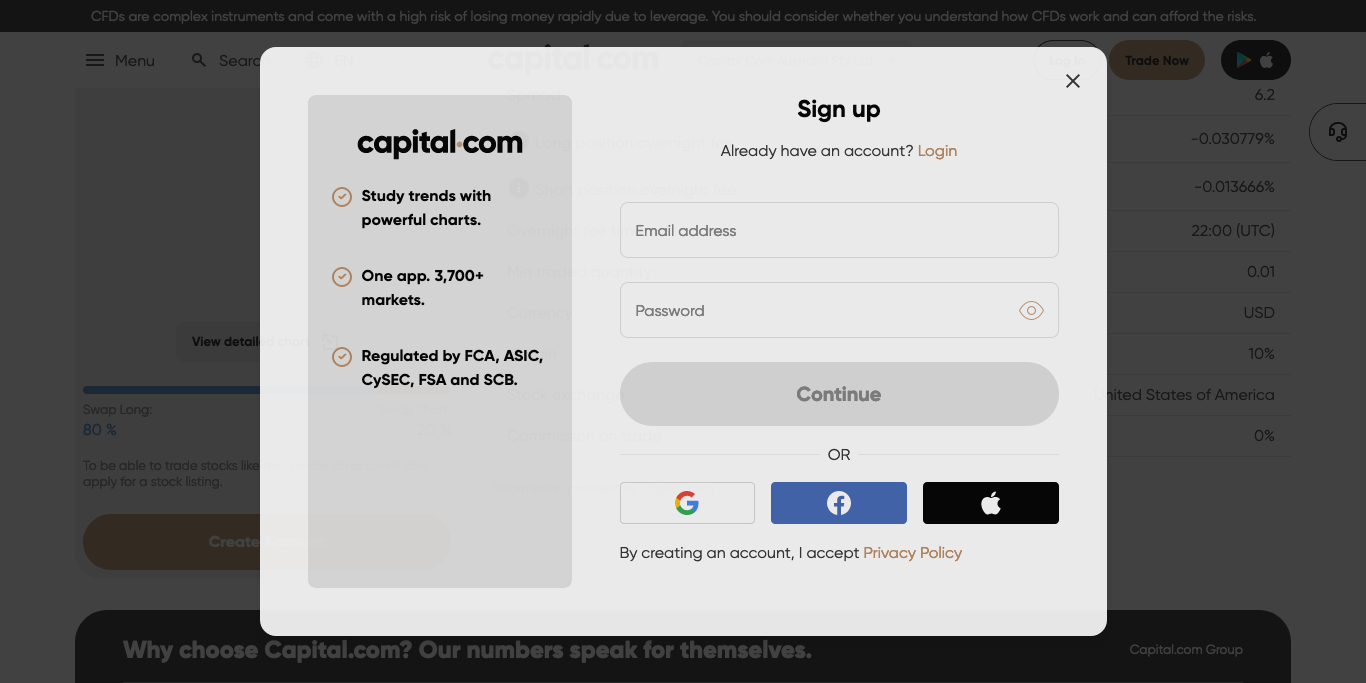 CFDs are complex instruments and come with a high risk of losing money rapidly due to leverage. You should consider whether you understand how CFDs work and can afford the risks.
Menu
Search
EN
capital.com
Log In
Trade Now
6.2
-0.030779%
-0.013666%
22:00 (UTC)
0.01
USD
10%
United States of America
0%
View detailed chart
Swap Long:
80 %
To be able to trade stocks like
apply for a stock listing.
Create
capital.com
Study trends with
powerful charts.
One app. 3,700+
markets.
Regulated by FCA, ASIC,
CySEC, FSA and SCB.
Sign up
Already have an account? Login
Email address
Password
Continue
OR
By creating an account, I accept Privacy Policy
Why choose Capital.com? Our numbers speak for themselves.
Capital.com Group